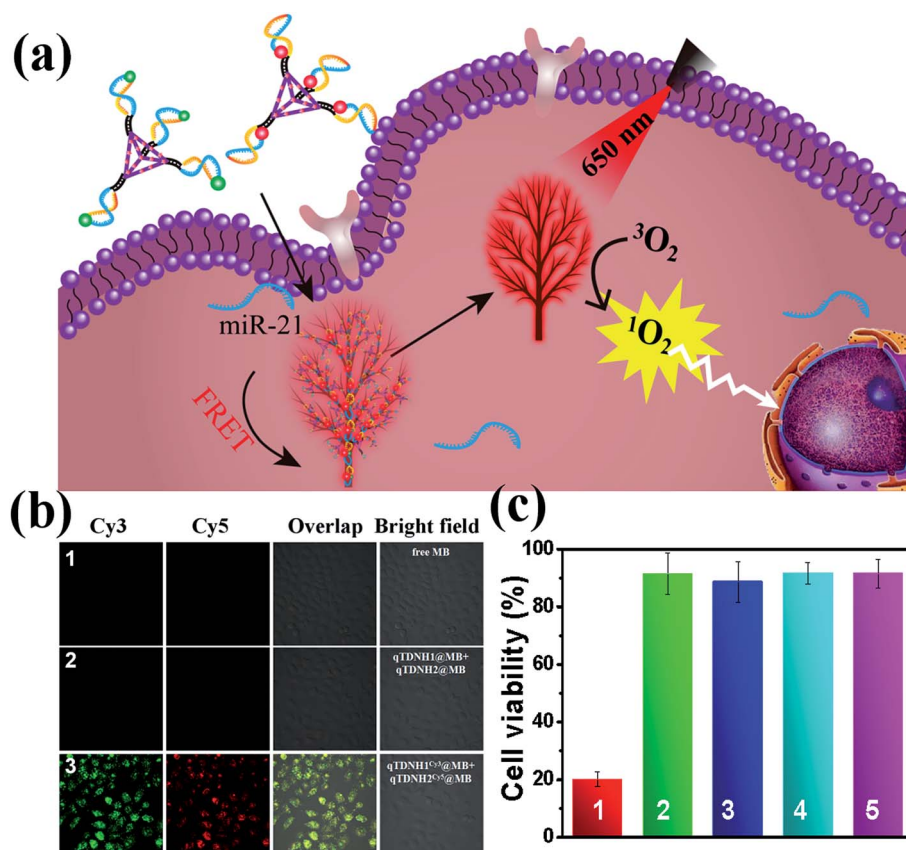 (a)
650 nm
³O₂
miR-21
¹O₂
FRET
(b)
Cy3 Cy5 Overlap Bright field
1
free MB
2
qTDNH1@MB+
qTDNH2@MB
3
qTDNH1ᶜʸ³@MB+
qTDNH2ᶜʸ⁵@MB
(c)
Cell viability (%)
100
80
60
40
20
0
1 2 3 4 5